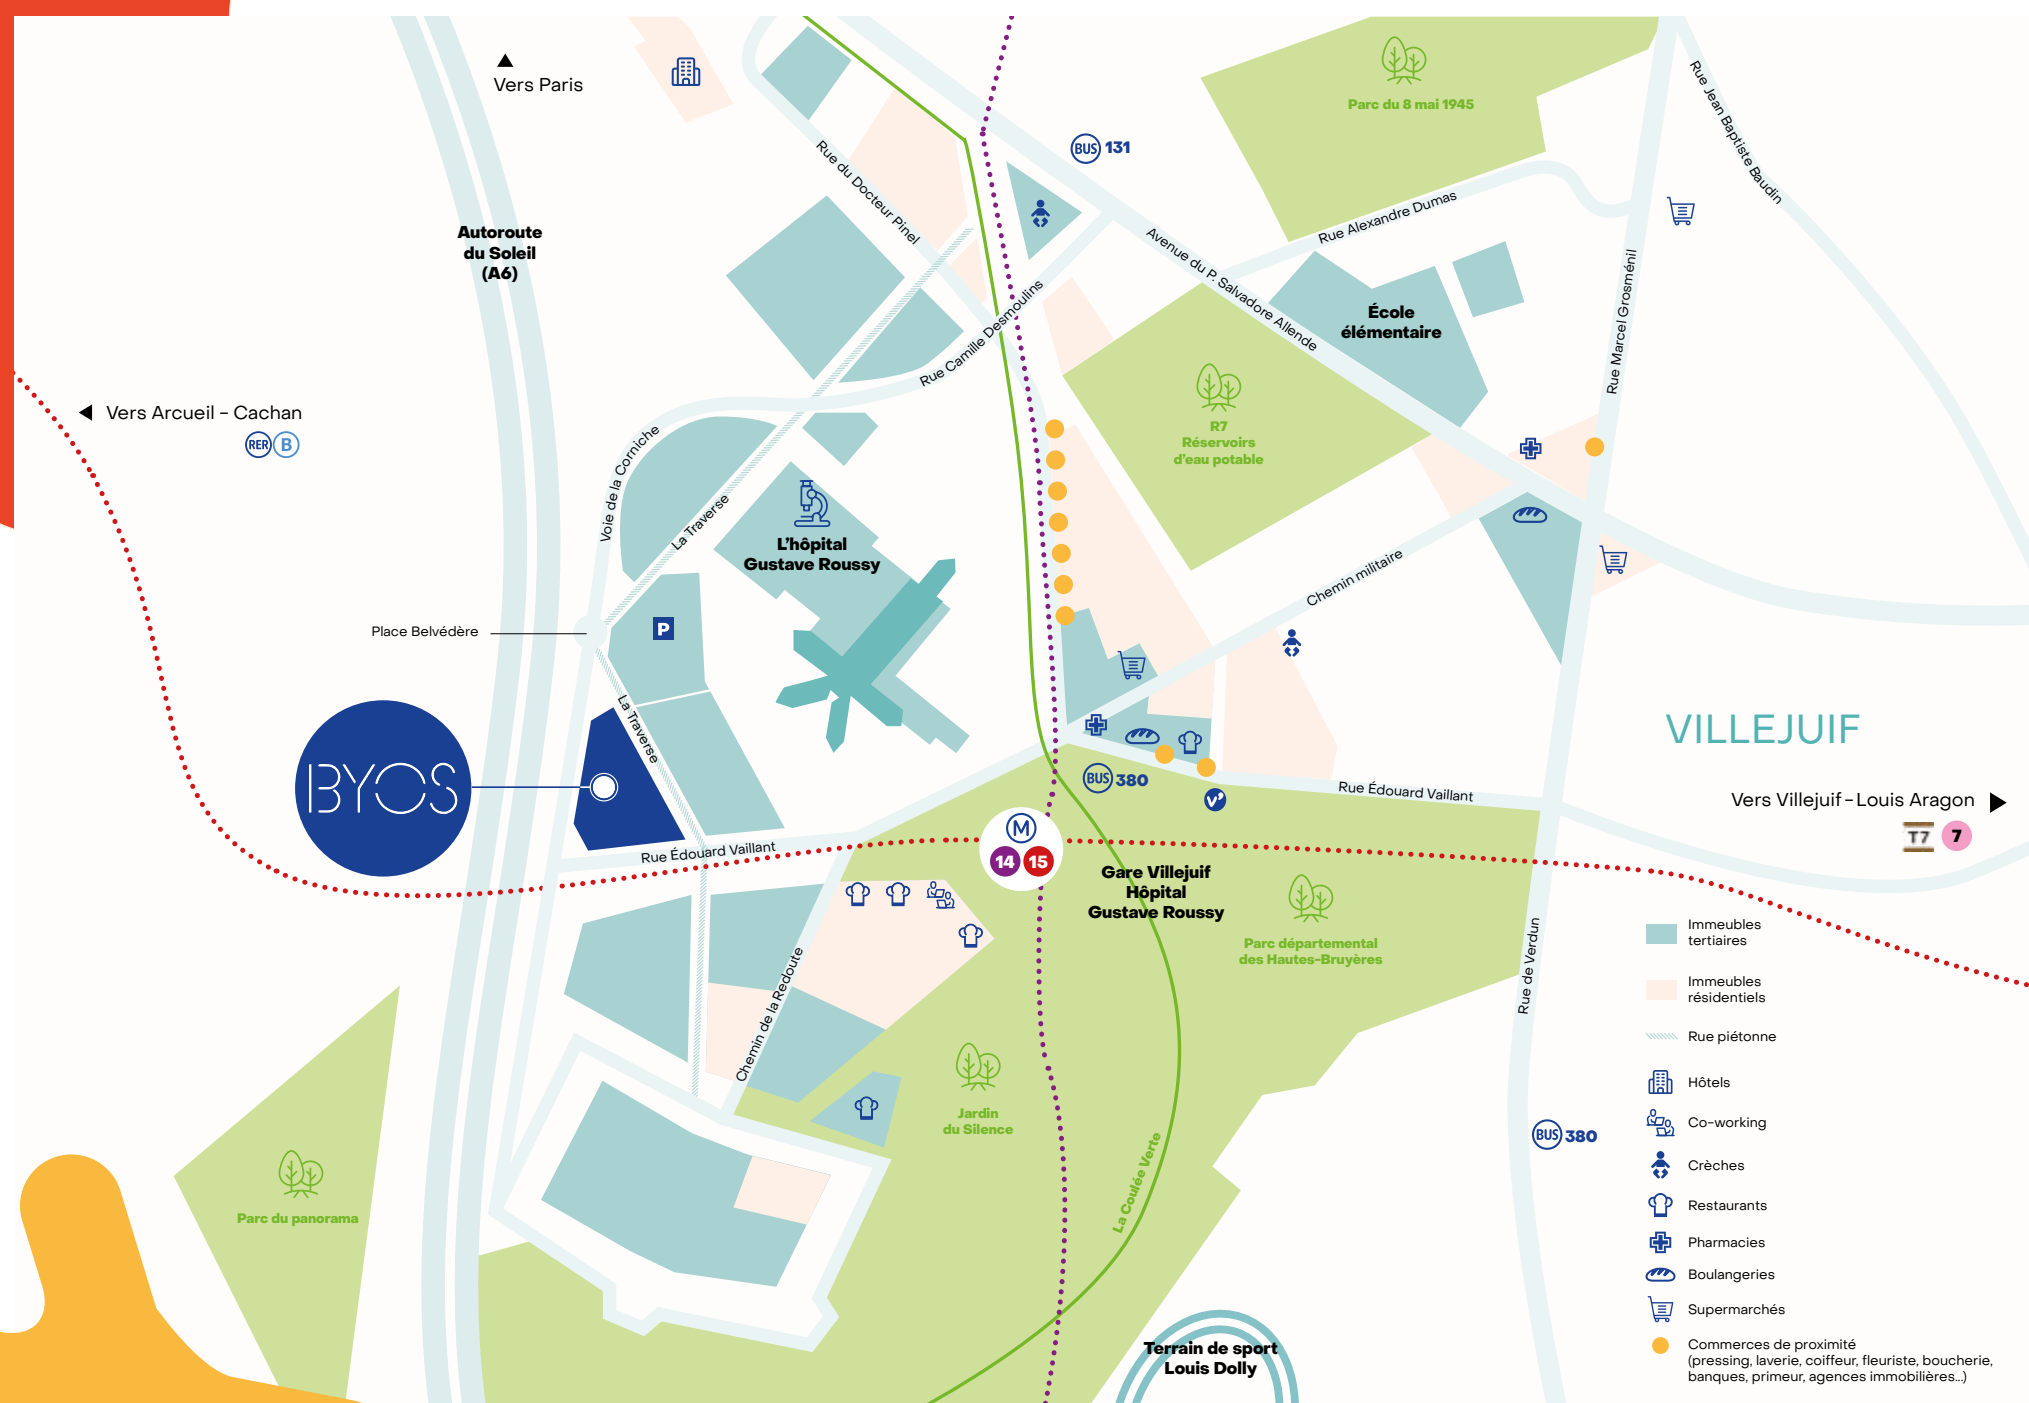 Vers Paris
Parc du 8 mai 1945
Rue Jean Baptiste Baudin
BUS 131
Rue du Docteur Pinel
Rue Alexandre Dumas
Autoroute
du Soleil
(A6)
Avenue du P. Salvadore Allende
Rue Marcel Grosménil
École
élémentaire
Rue Camille Desmoulins
Vers Arcueil – Cachan
RER B
R7
Réservoirs
d'eau potable
Voie de la Corniche
La Traverse
L'hôpital
Gustave Roussy
Chemin militaire
Place Belvédère
P
La Traverse
BYOS
VILLEJUIF
BUS 380
V'
Rue Édouard Vaillant
Vers Villejuif – Louis Aragon
T7 7
Rue Édouard Vaillant
M
14 15
Gare Villejuif
Hôpital
Gustave Roussy
Parc départemental
des Hautes-Bruyères
Rue de Verdun
Chemin de la Redoute
Jardin
du Silence
La Coulée Verte
BUS 380
Parc du panorama
Terrain de sport
Louis Dolly
Immeubles
tertiaires
Immeubles
résidentiels
Rue piétonne
Hôtels
Co-working
Crèches
Restaurants
Pharmacies
Boulangeries
Supermarchés
Commerces de proximité
(pressing, laverie, coiffeur, fleuriste, boucherie,
banques, primeur, agences immobilières...)